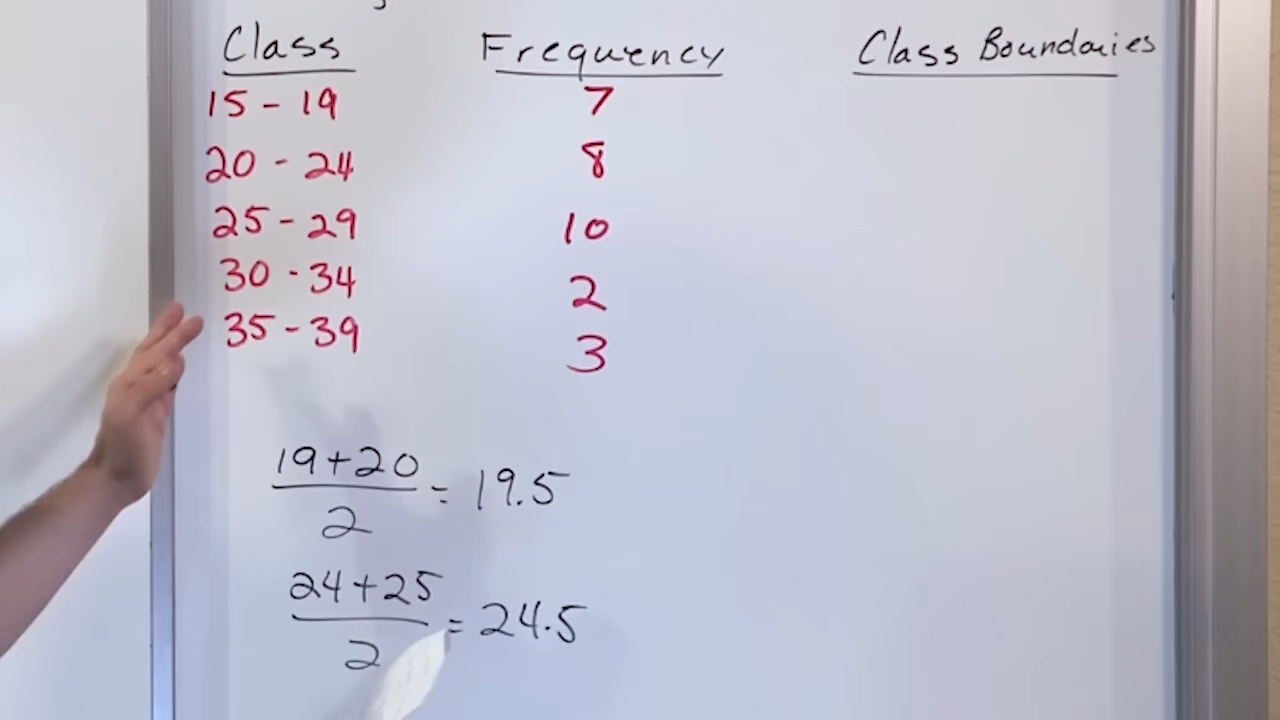 Class Frequency Class Boundaries
15 - 19 7
20 - 24 8
25 - 29 10
30 - 34 2
35 - 39 3
19+20
2
= 19.5
24+25
2
= 24.5